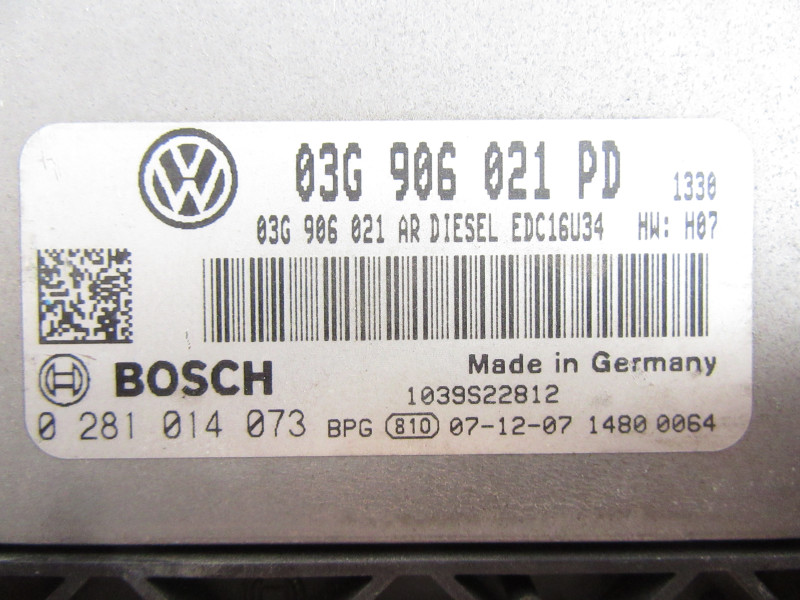 03G 906 021 PD 1330
03G 906 021 AR DIESEL EDC16U34 HW: H07
BOSCH Made in Germany
1039S22812
0 281 014 073 BPG 810 07-12-07 1480 0064